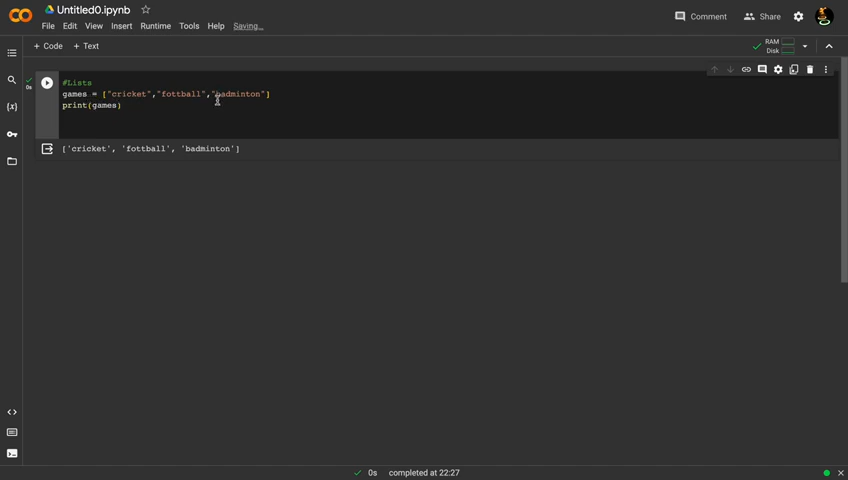 Untitled0.ipynb
File Edit View Insert Runtime Tools Help Saving...
Comment Share
+ Code + Text
RAM
Disk
#Lists
games = ["cricket","fottball","badminton"]
print(games)
0s
['cricket', 'fottball', 'badminton']
{x}
0s completed at 22:27